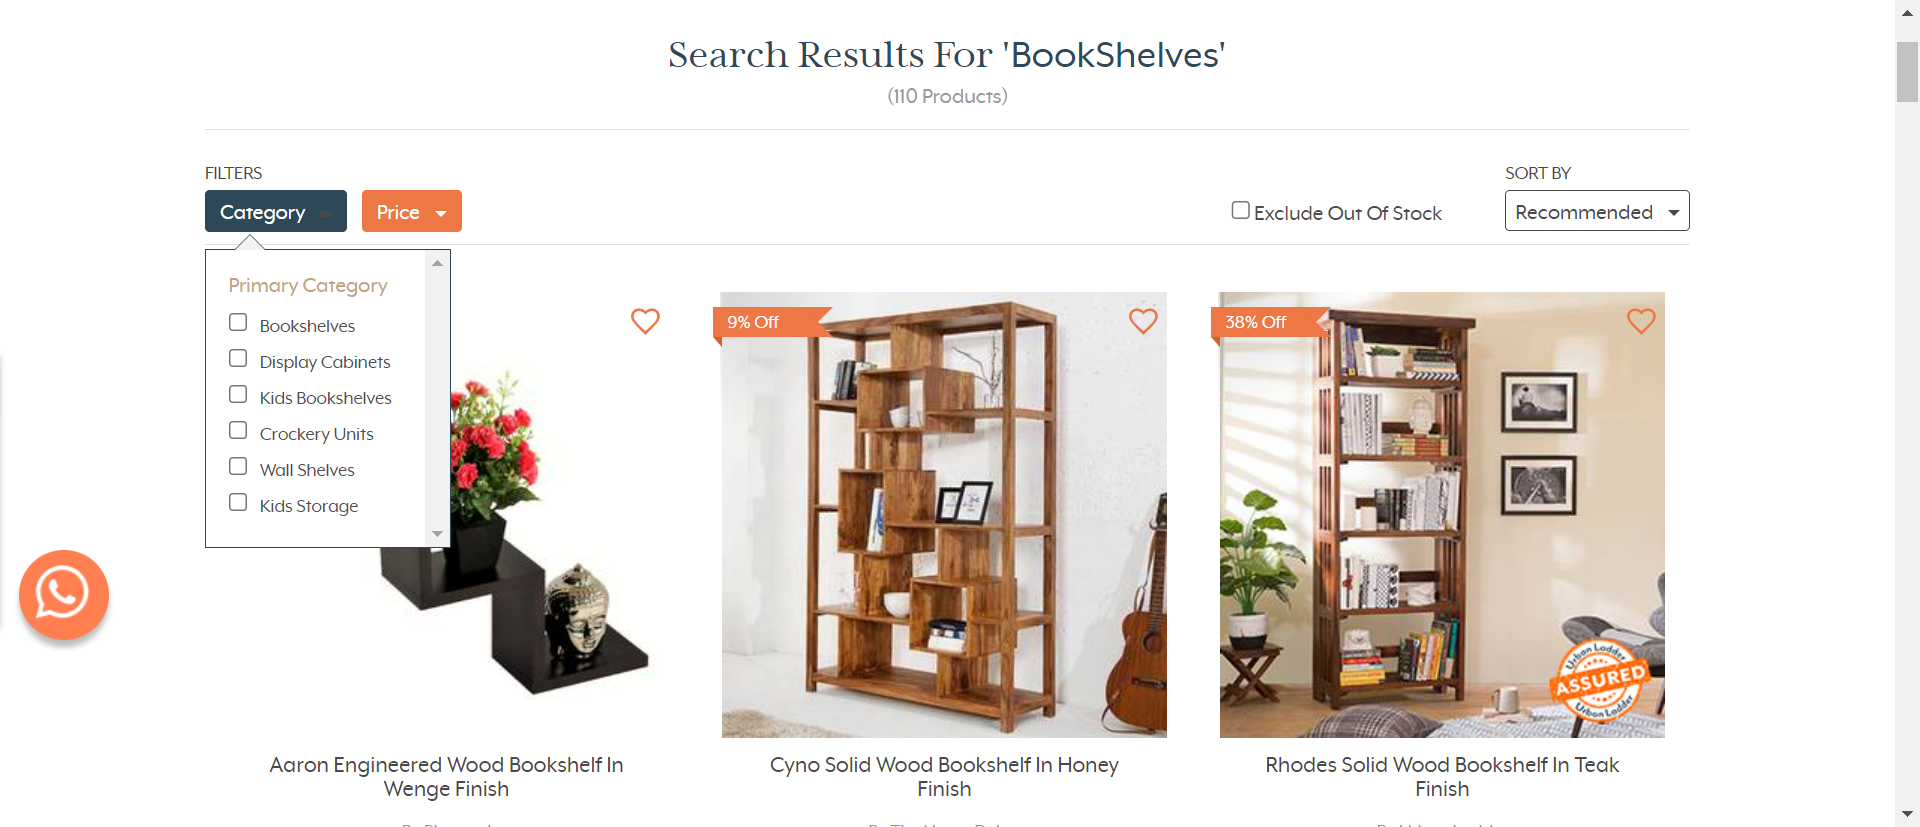 Search Results For 'BookShelves'
(110 Products)
FILTERS
SORT BY
Category
Price
Exclude Out Of Stock
Recommended
Primary Category
Bookshelves
Display Cabinets
Kids Bookshelves
Crockery Units
Wall Shelves
Kids Storage
9% Off
38% Off
Urban Ladder
ASSURED
Urban Ladder
Aaron Engineered Wood Bookshelf In
Wenge Finish
Cyno Solid Wood Bookshelf In Honey
Finish
Rhodes Solid Wood Bookshelf In Teak
Finish